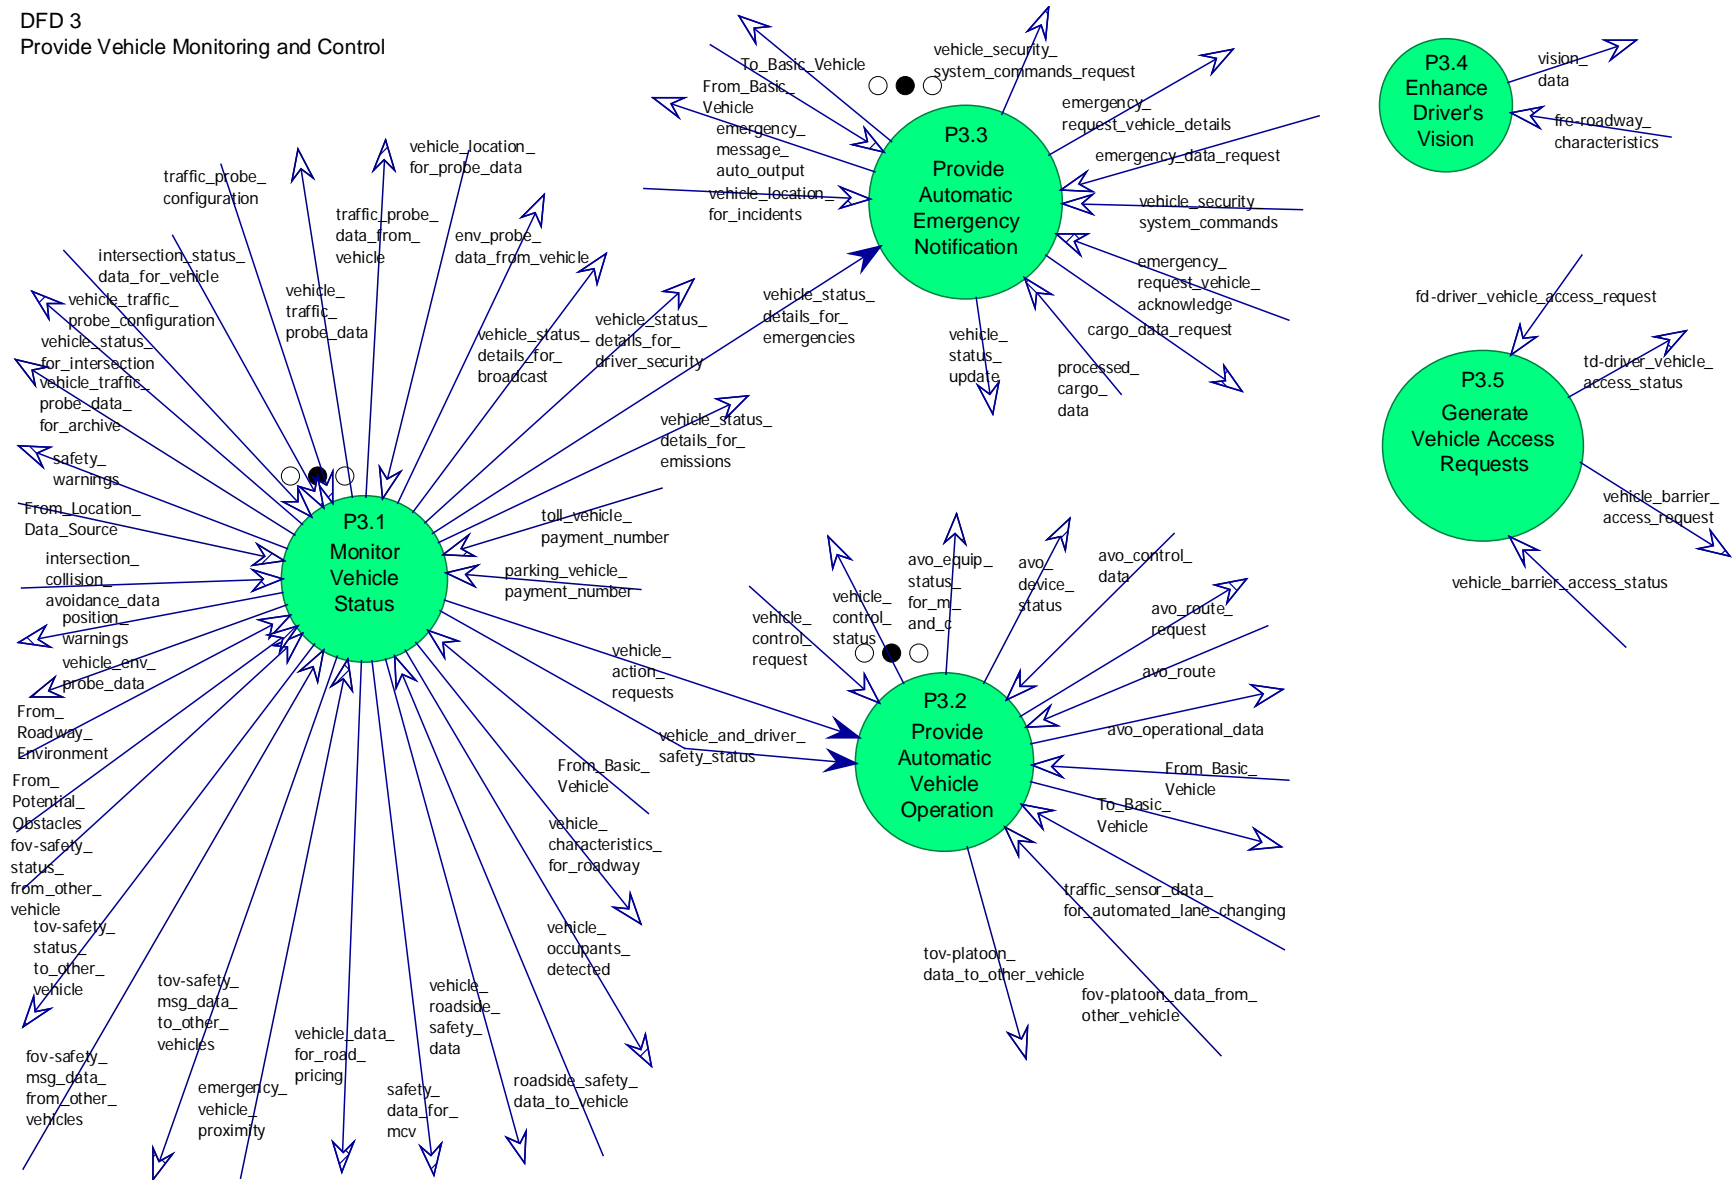 DFD 3
Provide Vehicle Monitoring and Control
To_Basic_Vehicle
From_Basic_
Vehicle
emergency_
message_
auto_output
vehicle_location_
for_incidents
vehicle_security_
system_commands_request
emergency_
request_vehicle_details
emergency_data_request
vehicle_security_
system_commands
emergency_
request_vehicle_
acknowledge
cargo_data_request
processed_
cargo_
data
vehicle_
status_
update
P3.3
Provide
Automatic
Emergency
Notification
P3.4
Enhance
Driver's
Vision
vision_
data
fre-roadway_
characteristics
fd-driver_vehicle_access_request
td-driver_vehicle_
access_status
P3.5
Generate
Vehicle Access
Requests
vehicle_barrier_
access_request
vehicle_barrier_access_status
traffic_probe_
configuration
vehicle_location_
for_probe_data
traffic_probe_
data_from_
vehicle
env_probe_
data_from_vehicle
intersection_status_
data_for_vehicle
vehicle_traffic_
probe_configuration
vehicle_
traffic_
probe_data
vehicle_status_
for_intersection
vehicle_traffic_
probe_data_
for_archive
vehicle_status_
details_for_
broadcast
vehicle_status_
details_for_
driver_security
vehicle_status_
details_for_
emergencies
vehicle_status_
details_for_
emissions
safety_
warnings
From_Location_
Data_Source
intersection_
collision_
avoidance_data
position_
warnings
vehicle_env_
probe_data
From_
Roadway_
Environment
From_
Potential_
Obstacles
fov-safety_
status_
from_other_
vehicle
tov-safety_
status_
to_other_
vehicle
fov-safety_
msg_data_
from_other_
vehicles
P3.1
Monitor
Vehicle
Status
toll_vehicle_
payment_number
parking_vehicle_
payment_number
vehicle_
action_
requests
vehicle_and_driver_
safety_status
From_Basic_
Vehicle
vehicle_
characteristics_
for_roadway
vehicle_
occupants_
detected
tov-safety_
msg_data_
to_other_
vehicles
emergency_
vehicle_
proximity
vehicle_data_
for_road_
pricing
safety_
data_for_
mcv
vehicle_
roadside_
safety_
data
roadside_safety_
data_to_vehicle
vehicle_
control_
request
vehicle_
control_
status
avo_equip_
status_
for_m_
and_c
avo_
device_
status
avo_control_
data
avo_route_
request
avo_route
avo_operational_data
From_Basic_
Vehicle
To_Basic_
Vehicle
P3.2
Provide
Automatic
Vehicle
Operation
traffic_sensor_data_
for_automated_lane_changing
tov-platoon_
data_to_other_vehicle
fov-platoon_data_from_
other_vehicle